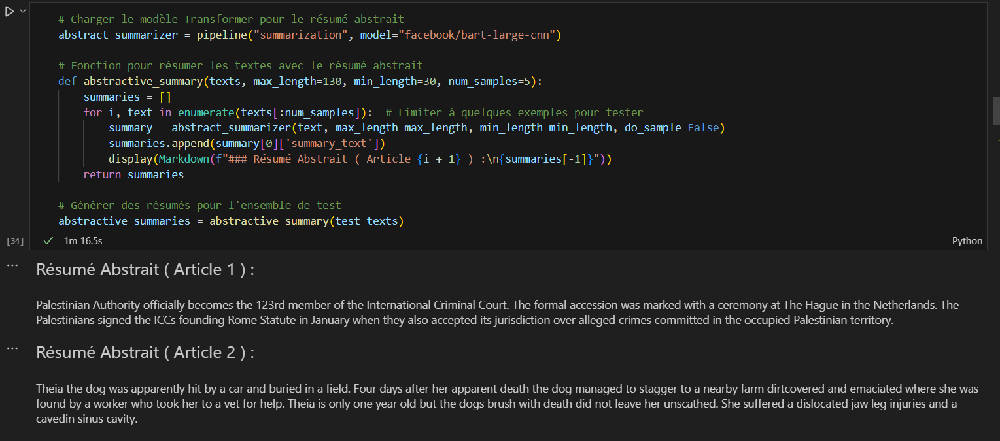 # Charger le modèle Transformer pour le résumé abstrait
abstract_summarizer = pipeline("summarization", model="facebook/bart-large-cnn")
# Fonction pour résumer les textes avec le résumé abstrait
def abstractive_summary(texts, max_length=130, min_length=30, num_samples=5):
summaries = []
for i, text in enumerate(texts[:num_samples]):  # Limiter à quelques exemples pour tester
summary = abstract_summarizer(text, max_length=max_length, min_length=min_length, do_sample=False)
summaries.append(summary[0]['summary_text'])
display(Markdown(f"### Résumé Abstrait ( Article {i + 1} ) :\n{summaries[-1]}"))
return summaries
# Générer des résumés pour l'ensemble de test
abstractive_summaries = abstractive_summary(test_texts)
[34] ✓ 1m 16.5s Python
... Résumé Abstrait ( Article 1 ) :
Palestinian Authority officially becomes the 123rd member of the International Criminal Court. The formal accession was marked with a ceremony at The Hague in the Netherlands. The
Palestinians signed the ICCs founding Rome Statute in January when they also accepted its jurisdiction over alleged crimes committed in the occupied Palestinian territory.
... Résumé Abstrait ( Article 2 ) :
Theia the dog was apparently hit by a car and buried in a field. Four days after her apparent death the dog managed to stagger to a nearby farm dirtcovered and emaciated where she was
found by a worker who took her to a vet for help. Theia is only one year old but the dogs brush with death did not leave her unscathed. She suffered a dislocated jaw leg injuries and a
cavedin sinus cavity.